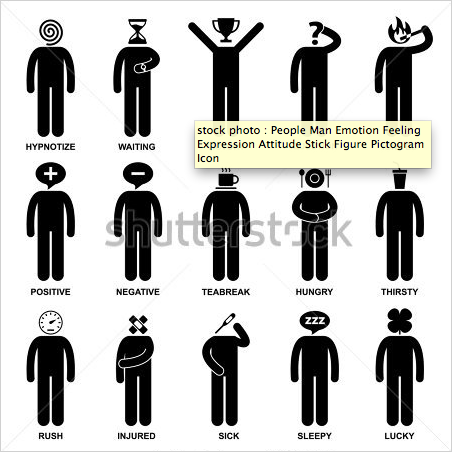 ?
stock photo : People Man Emotion Feeling
Expression Attitude Stick Figure Pictogram
Icon
HYPNOTIZE
WAITING
shutterstock
POSITIVE
NEGATIVE
TEABREAK
HUNGRY
THIRSTY
zzz
RUSH
INJURED
SICK
SLEEPY
LUCKY